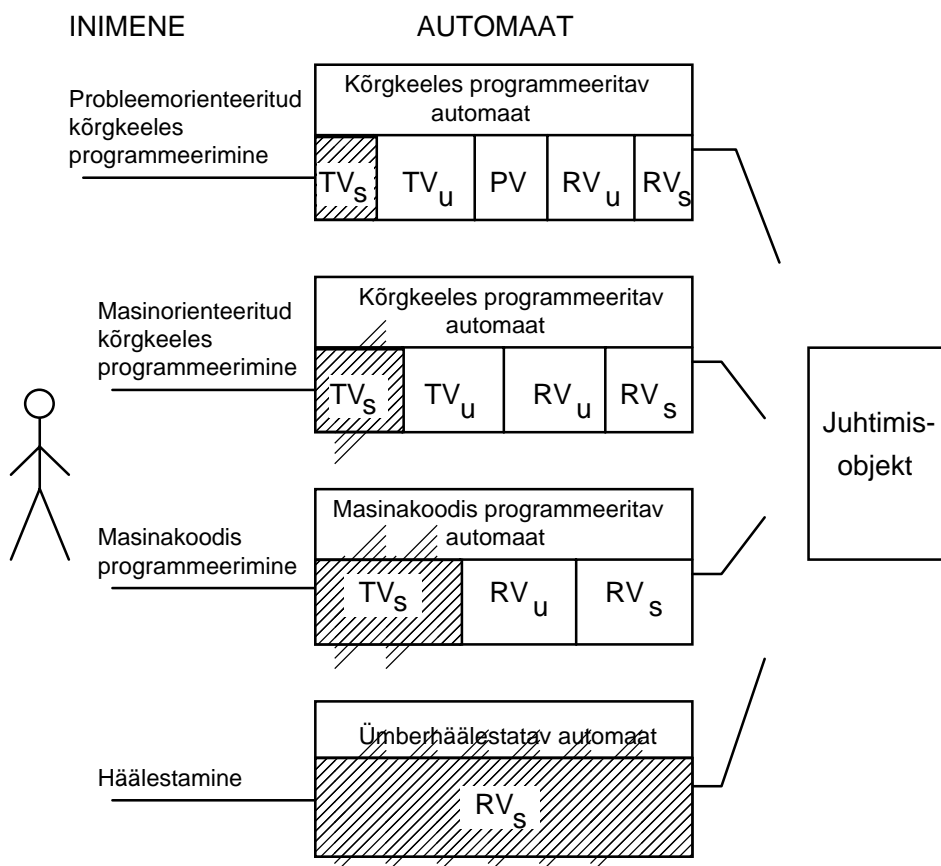 INIMENE AUTOMAAT
Probleemorienteeritud
kõrgkeeles
programmeerimine
Kõrgkeeles programmeeritav
automaat
TVs TVu PV RVu RVs
Masinorienteeritud
kõrgkeeles
programmeerimine
Kõrgkeeles programmeeritav
automaat
TVs TVu RVu RVs
Juhtimis-
objekt
Masinakoodis
programmeerimine
Masinakoodis programmeeritav
automaat
TVs RVu RVs
Häälestamine
Ümberhäälestatav automaat
RVs